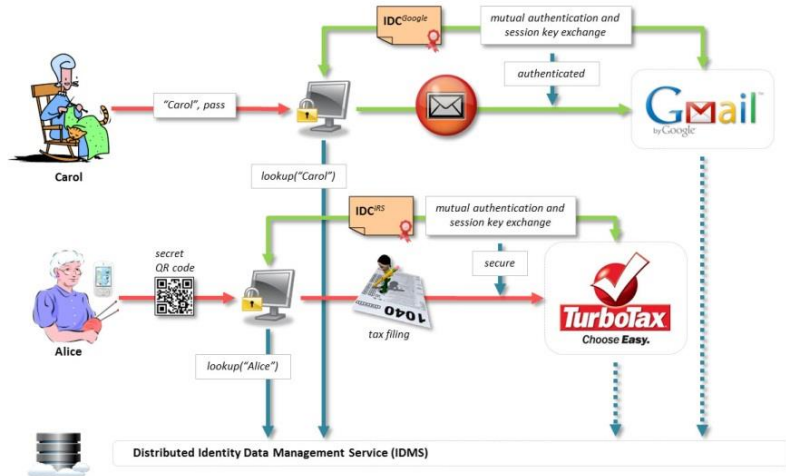 IDC^Google
mutual authentication and
session key exchange
authenticated
"Carol", pass
Gmail™
by Google
Carol
lookup("Carol")
IDC^IRS
mutual authentication and
session key exchange
secret
QR code
secure
1040
tax filing
TurboTax
Choose Easy.
Alice
lookup("Alice")
Distributed Identity Data Management Service (IDMS)